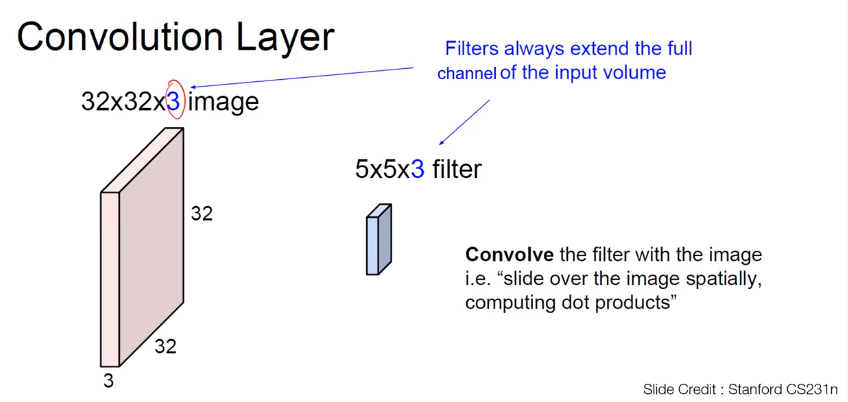 Convolution Layer
Filters always extend the full
channel of the input volume
32x32x3 image
5x5x3 filter
32
32
3
Convolve the filter with the image
i.e. “slide over the image spatially,
computing dot products”
Slide Credit : Stanford CS231n